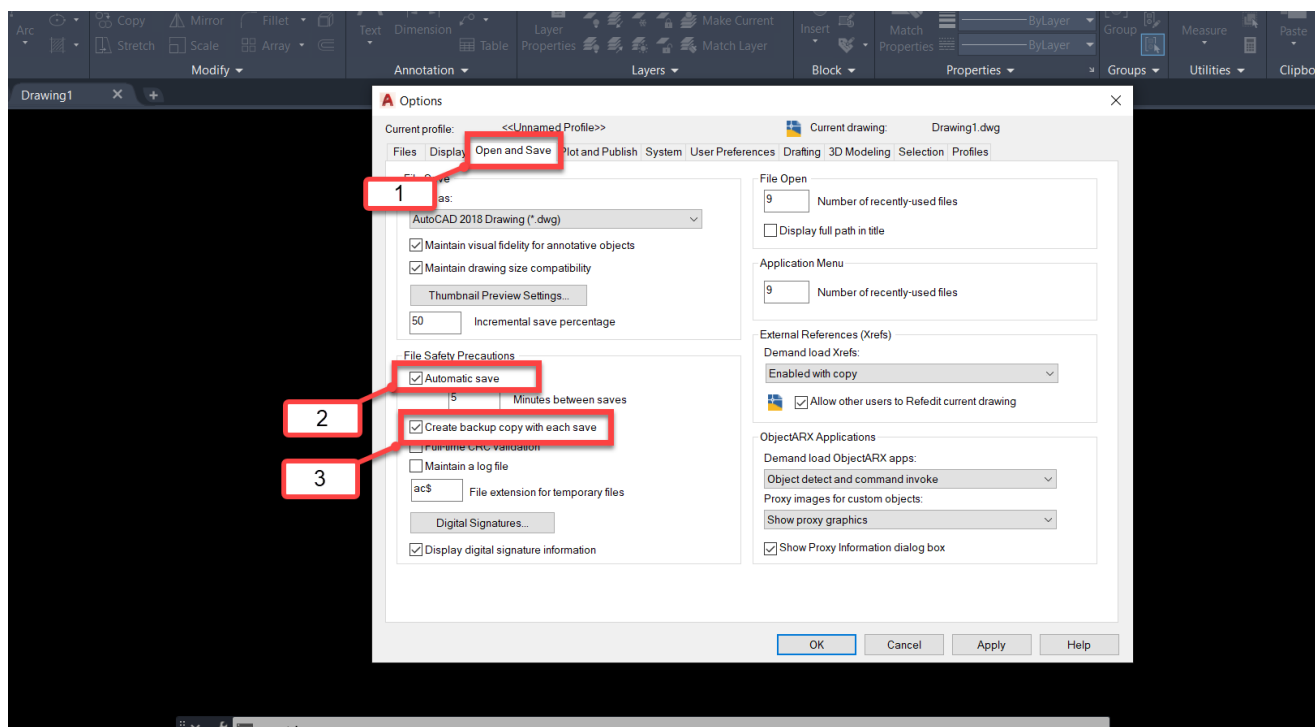 Arc
Copy
Mirror
Fillet
Text
Dimension
Layer
Properties
Make Current
Insert
Match
Properties
ByLayer
Group
Measure
Paste
Stretch
Scale
Array
Table
Match Layer
ByLayer
Modify
Annotation
Layers
Block
Properties
Groups
Utilities
Clipbo
Drawing1
A Options
Current profile:
<<Unnamed Profile>>
Current drawing:
Drawing1.dwg
Files Display Open and Save Plot and Publish System User Preferences Drafting 3D Modeling Selection Profiles
1
as:
AutoCAD 2018 Drawing (*.dwg)
Maintain visual fidelity for annotative objects
Maintain drawing size compatibility
Thumbnail Preview Settings...
50 Incremental save percentage
File Safety Precautions
Automatic save
2
5 Minutes between saves
Create backup copy with each save
Full-time CRC validation
3
Maintain a log file
ac$ File extension for temporary files
Digital Signatures...
Display digital signature information
File Open
9 Number of recently-used files
Display full path in title
Application Menu
9 Number of recently-used files
External References (Xrefs)
Demand load Xrefs:
Enabled with copy
Allow other users to Refedit current drawing
ObjectARX Applications
Demand load ObjectARX apps:
Object detect and command invoke
Proxy images for custom objects:
Show proxy graphics
Show Proxy Information dialog box
OK
Cancel
Apply
Help